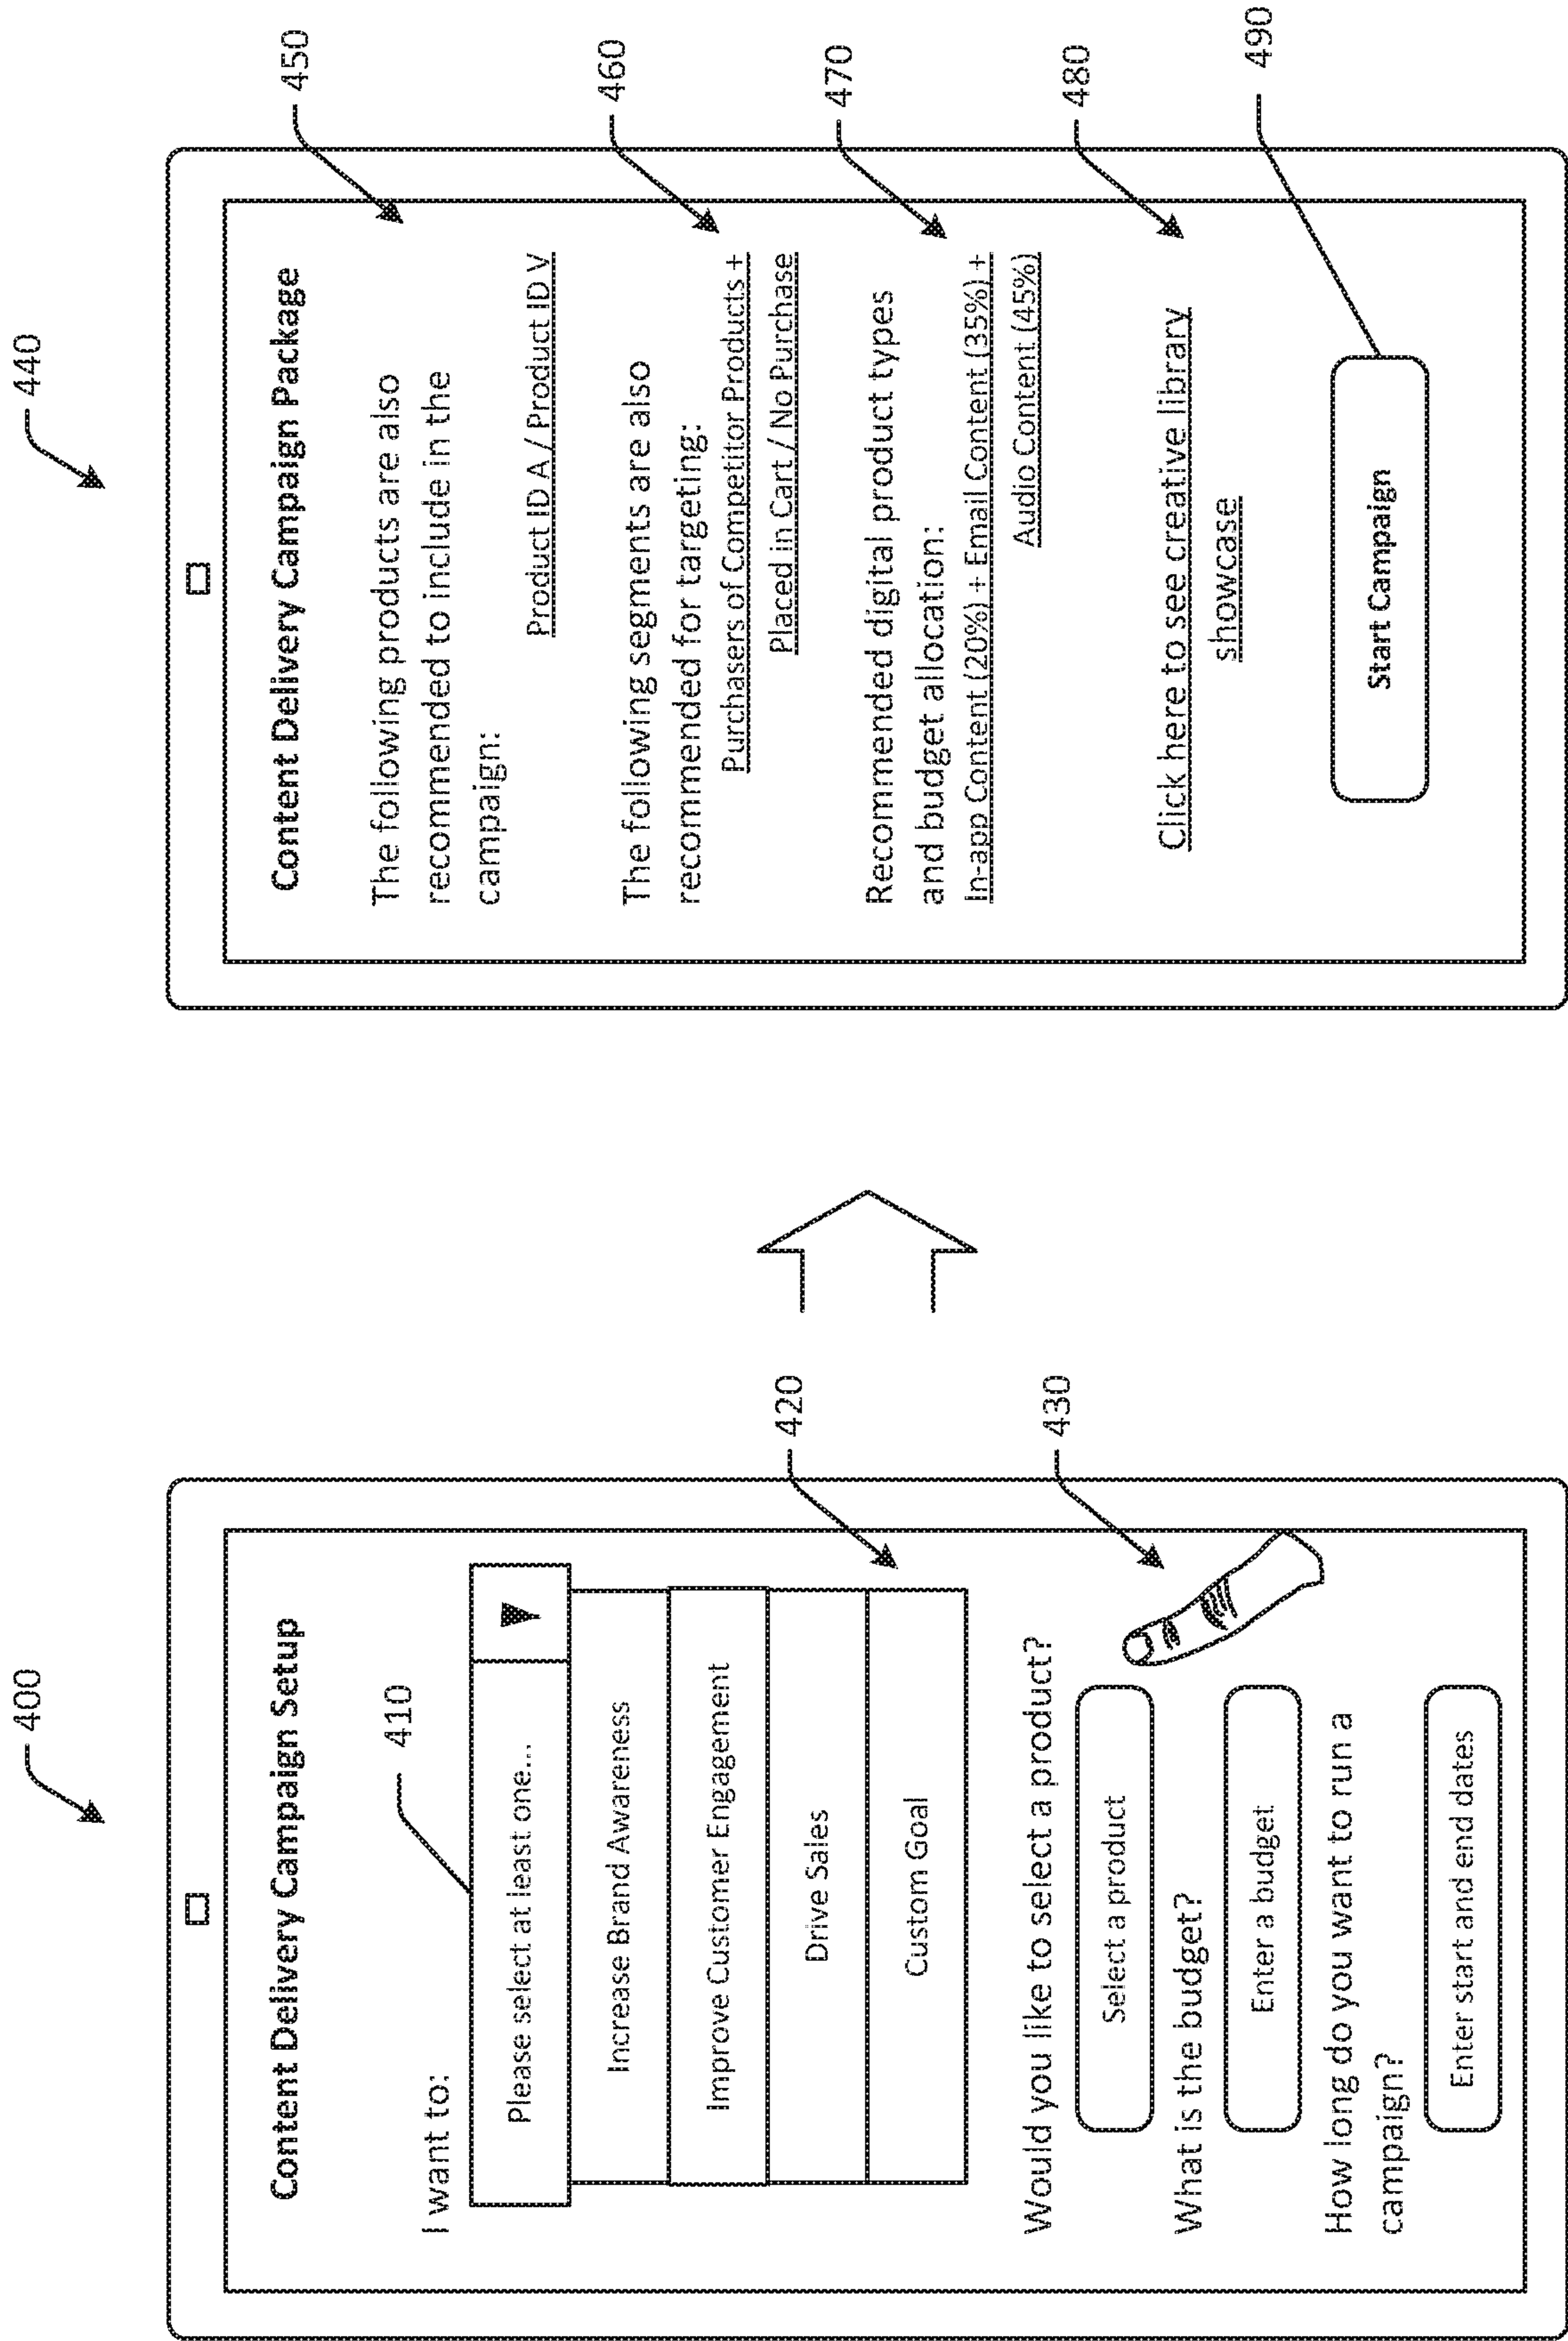 400
Content Delivery Campaign Setup
I want to:
410
Please select at least one...
Increase Brand Awareness
Improve Customer Engagement
Drive Sales
Custom Goal
420
Would you like to select a product?
430
Select a product
What is the budget?
Enter a budget
How long do you want to run a
campaign?
Enter start and end dates
440
Content Delivery Campaign Package
450
The following products are also
recommended to include in the
campaign:
Product ID A / Product ID V
The following segments are also
recommended for targeting:
460
Purchasers of Competitor Products +
Placed in Cart / No Purchase
Recommended digital product types
and budget allocation:
470
In-app Content (20%) + Email Content (35%) +
Audio Content (45%)
480
Click here to see creative library
showcase
490
Start Campaign